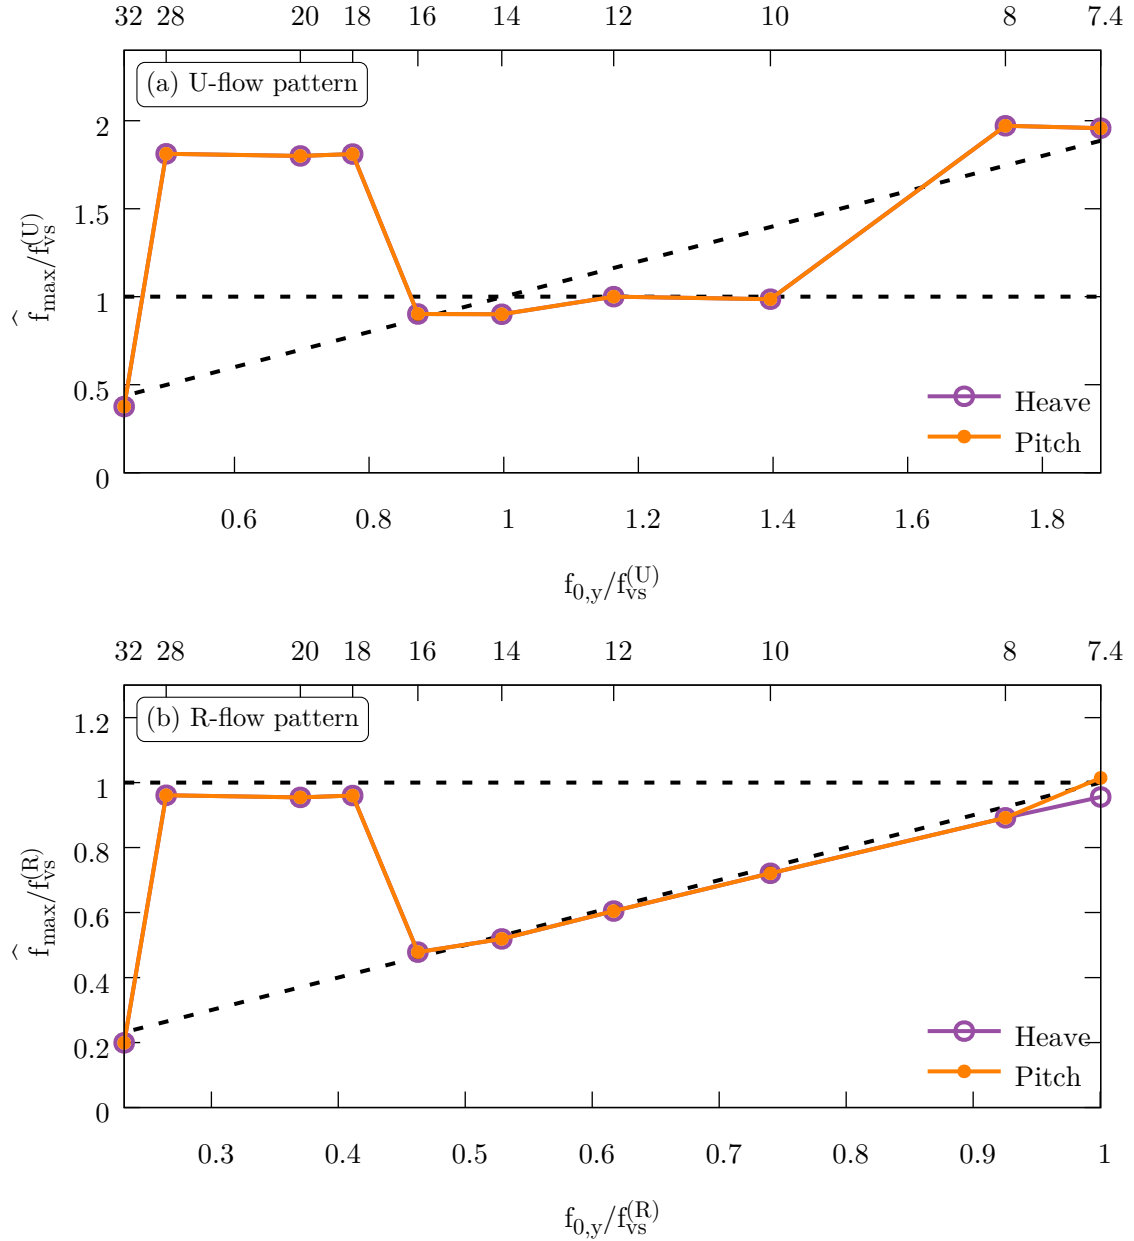 32 28 20 18 16 14 12 10 8 7.4
(a) U-flow pattern
2
1.5
1
0.5
0
f̂max/fvs(U)
Heave
Pitch
0.6 0.8 1 1.2 1.4 1.6 1.8
f0,y/fvs(U)
32 28 20 18 16 14 12 10 8 7.4
(b) R-flow pattern
1.2
1
0.8
0.6
0.4
0.2
0
f̂max/fvs(R)
Heave
Pitch
0.3 0.4 0.5 0.6 0.7 0.8 0.9 1
f0,y/fvs(R)